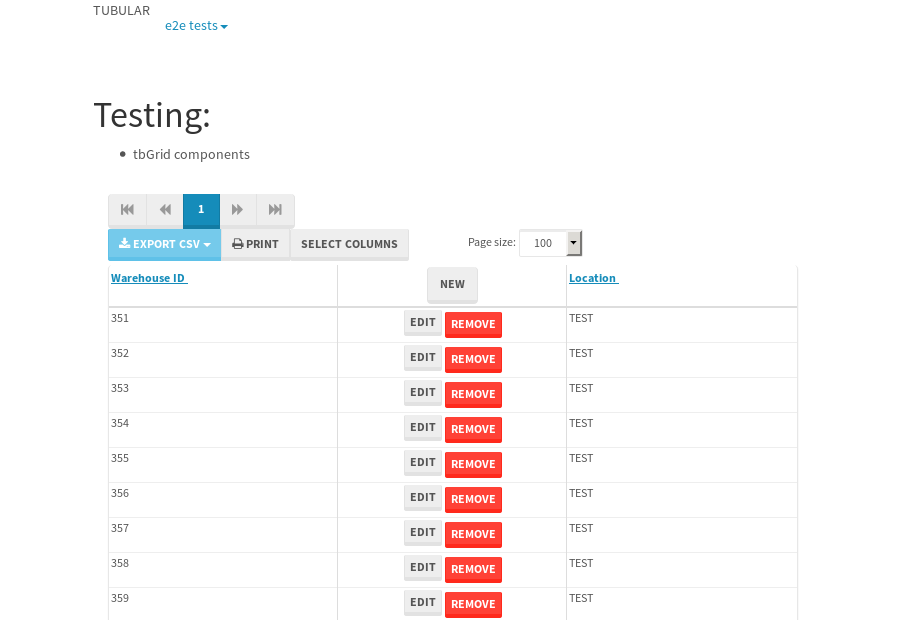 TUBULAR
e2e tests
Testing:
tbGrid components
1
EXPORT CSV PRINT SELECT COLUMNS Page size: 100
Warehouse ID NEW Location
351 EDIT REMOVE TEST
352 EDIT REMOVE TEST
353 EDIT REMOVE TEST
354 EDIT REMOVE TEST
355 EDIT REMOVE TEST
356 EDIT REMOVE TEST
357 EDIT REMOVE TEST
358 EDIT REMOVE TEST
359 EDIT REMOVE TEST